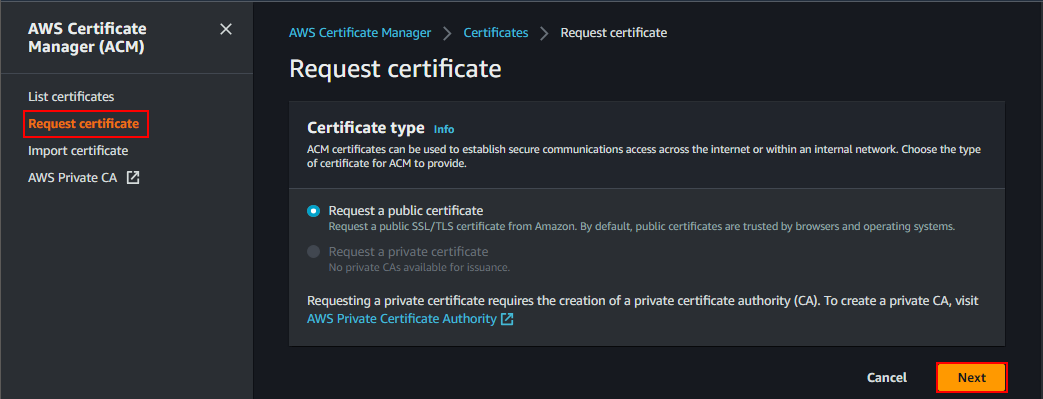 AWS Certificate
Manager (ACM)
List certificates
Request certificate
Import certificate
AWS Private CA
AWS Certificate Manager > Certificates > Request certificate
Request certificate
Certificate type Info
ACM certificates can be used to establish secure communications access across the internet or within an internal network. Choose the type
of certificate for ACM to provide.
Request a public certificate
Request a public SSL/TLS certificate from Amazon. By default, public certificates are trusted by browsers and operating systems.
Request a private certificate
No private CAs available for issuance.
Requesting a private certificate requires the creation of a private certificate authority (CA). To create a private CA, visit
AWS Private Certificate Authority
Cancel Next